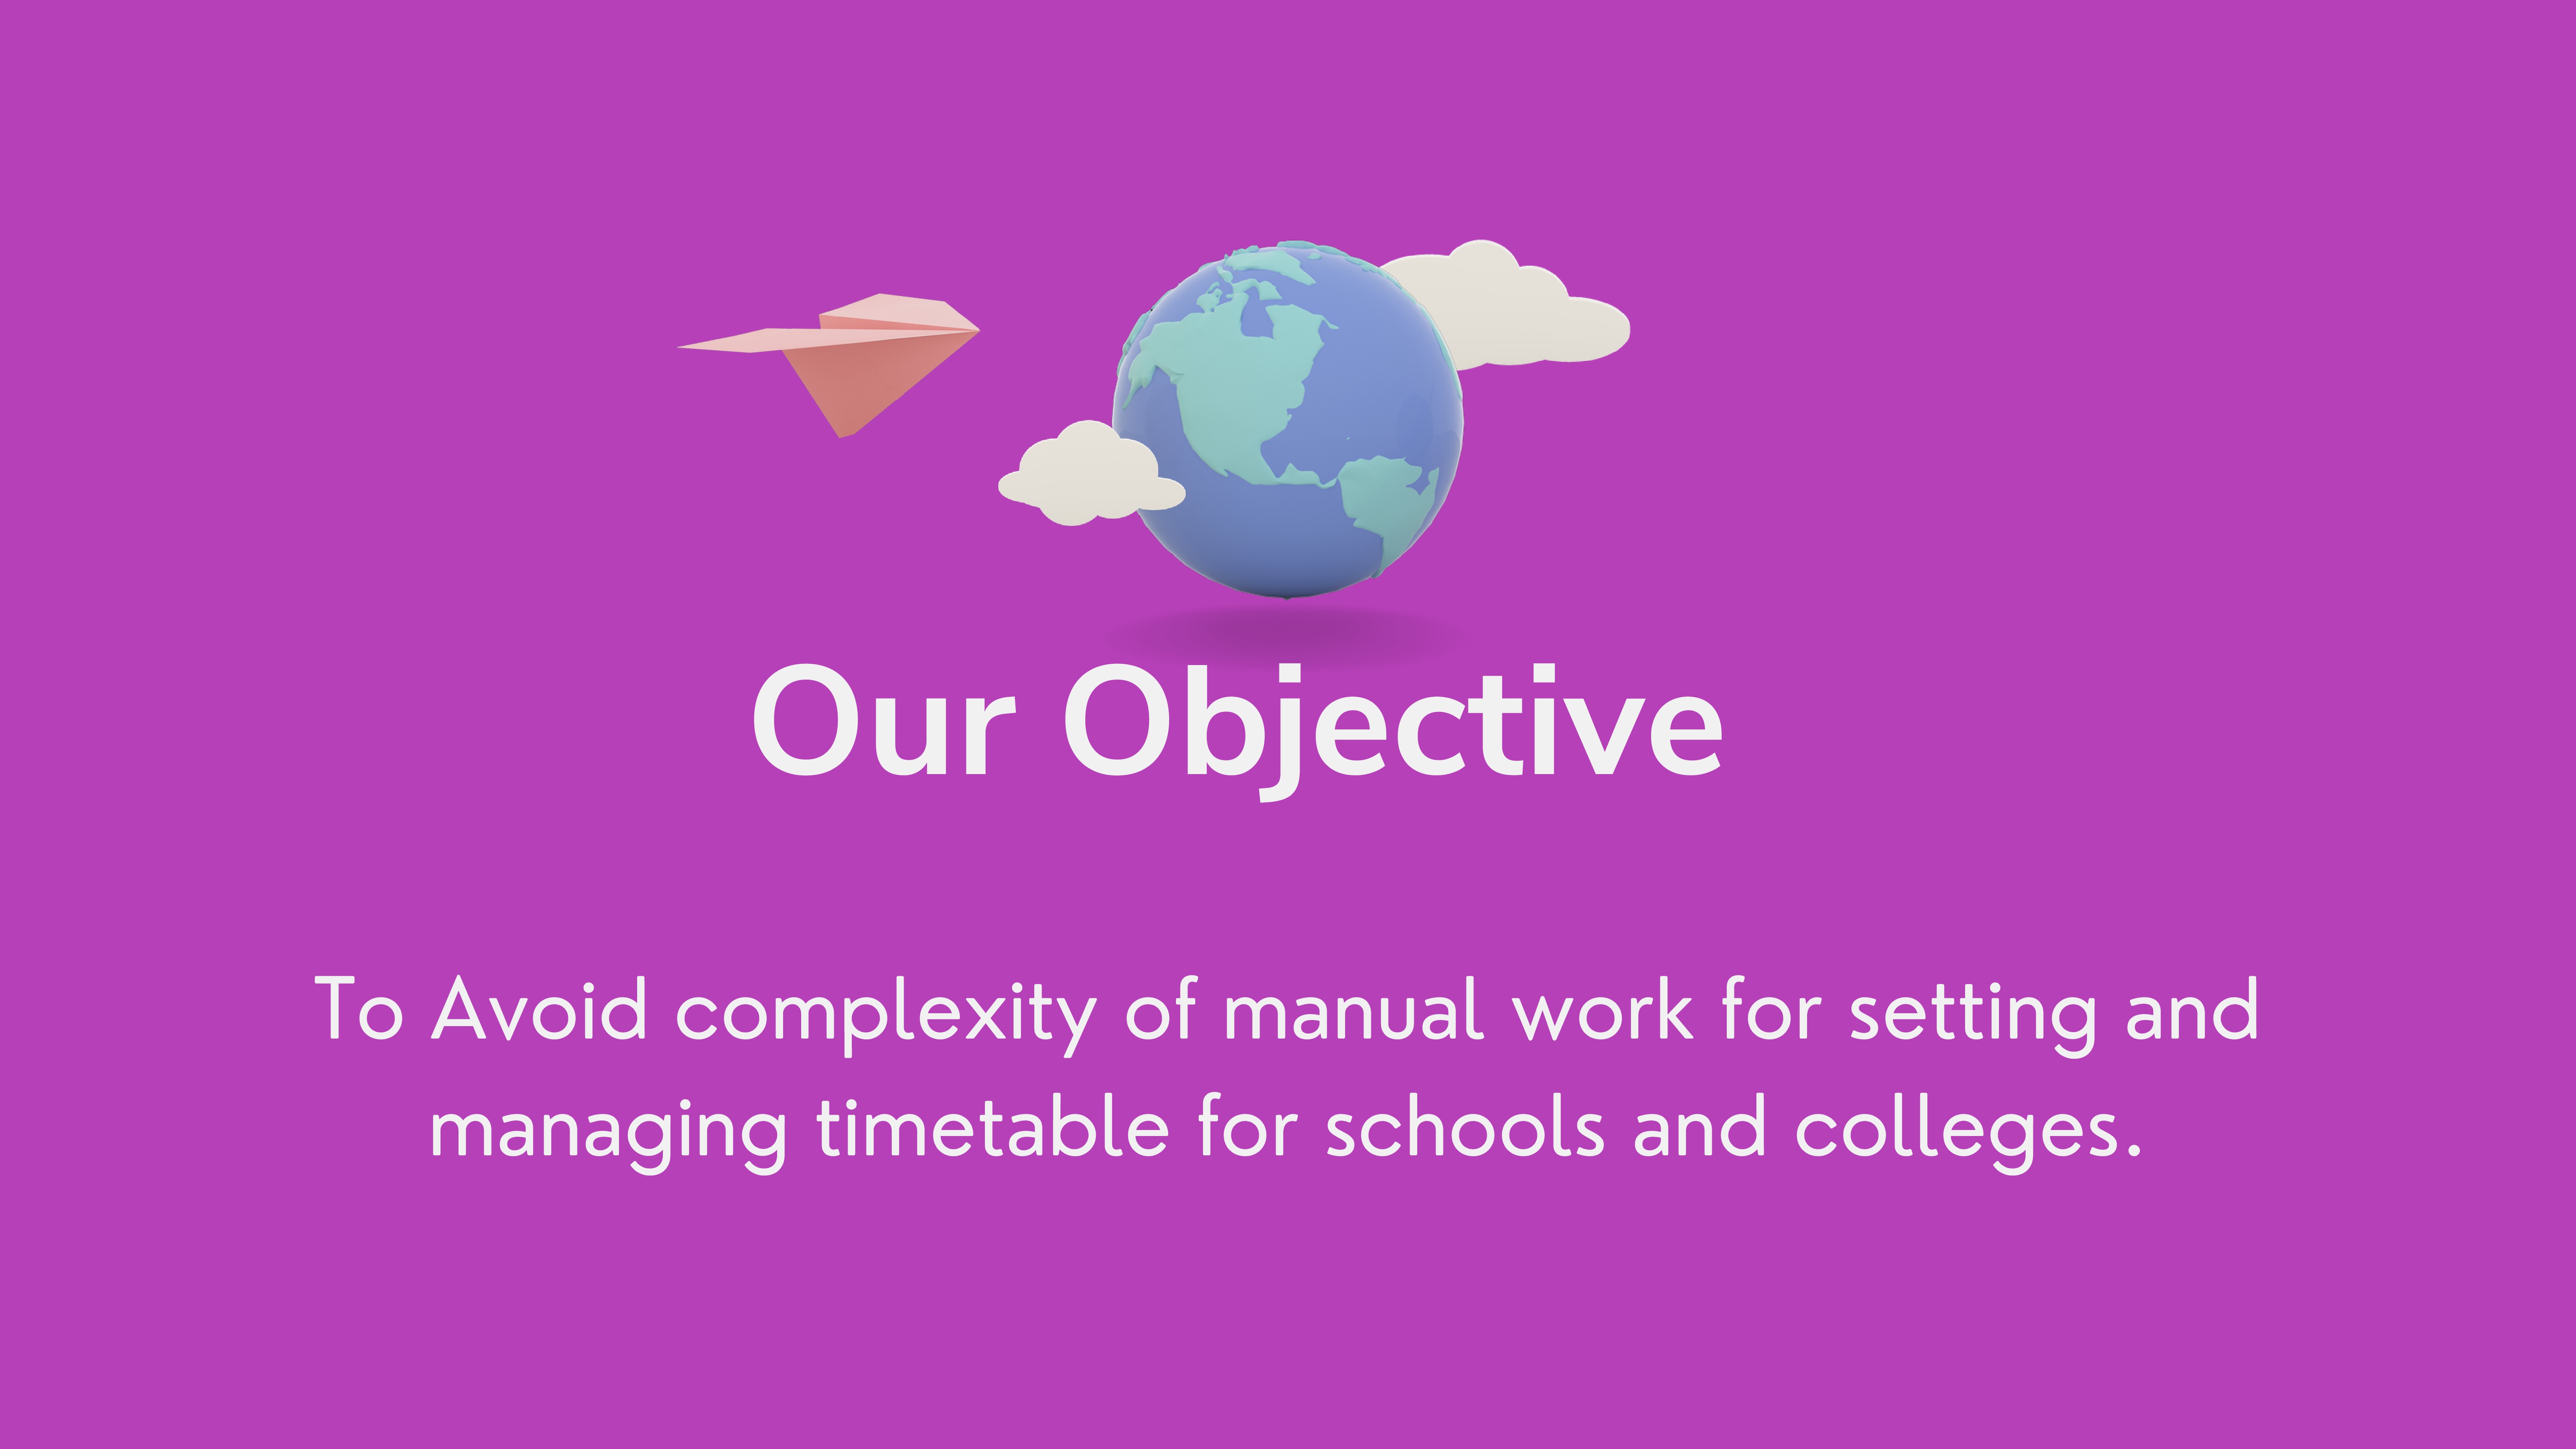 Our Objective
To Avoid complexity of manual work for setting and
managing timetable for schools and colleges.